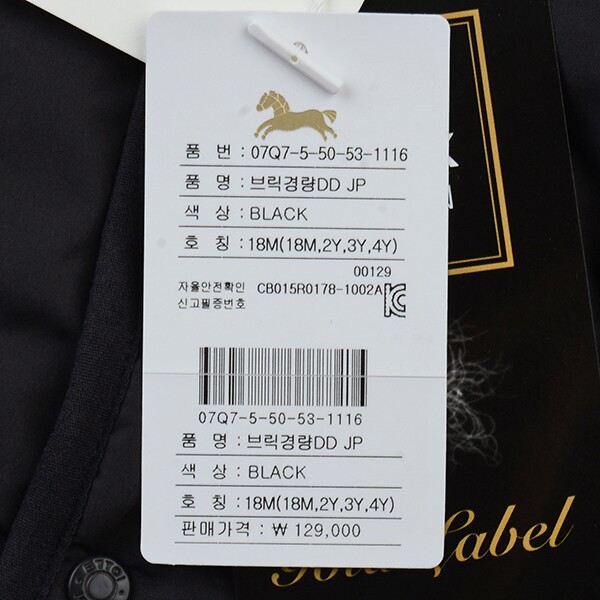 품 번 : 07Q7-5-50-53-1116
품 명 : 브릭경량DD JP
색 상 : BLACK
호 칭 : 18M(18M,2Y,3Y,4Y)
00129
자율안전확인 CB015R0178-1002A
신고필증번호
07Q7-5-50-53-1116
품 명 : 브릭경량DD JP
색 상 : BLACK
호 칭 : 18M(18M,2Y,3Y,4Y)
판매가격 : ₩ 129,000
Gold Label